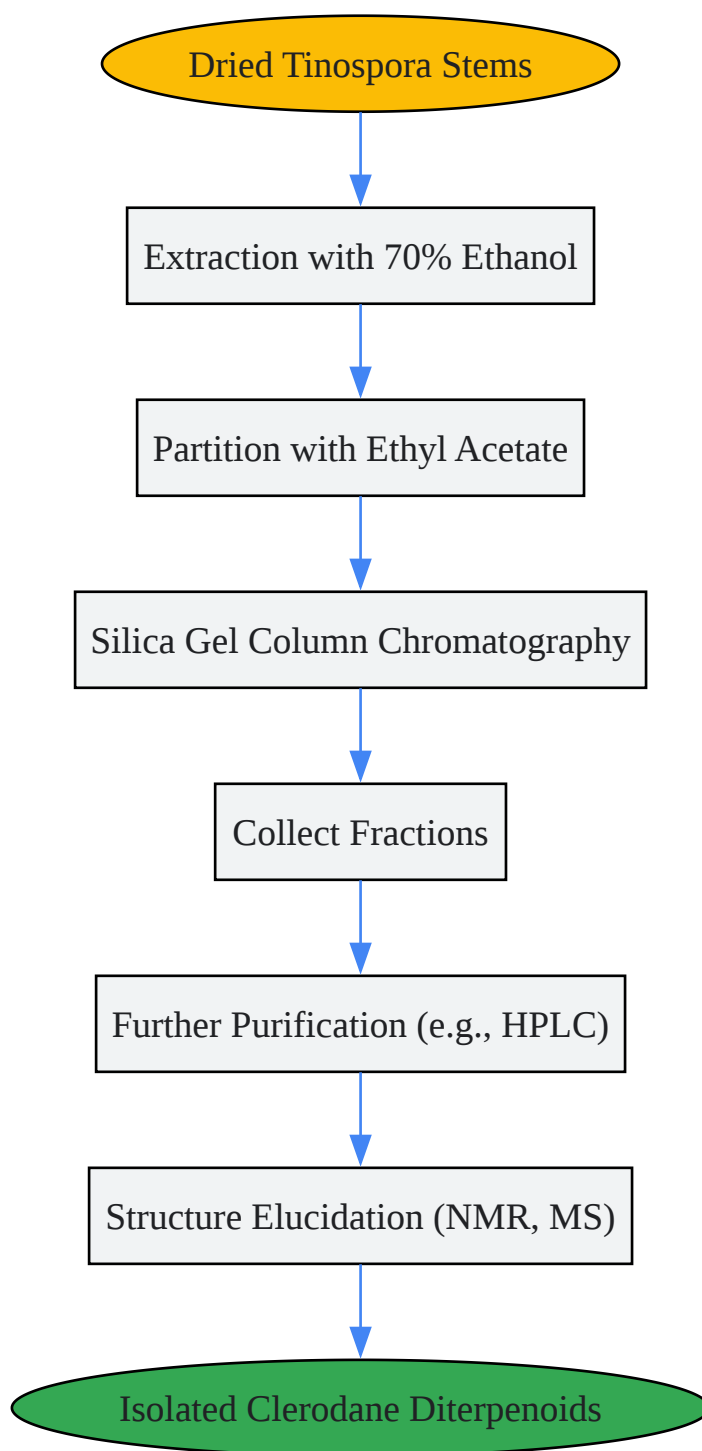 Dried Tinospora Stems
Extraction with 70% Ethanol
Partition with Ethyl Acetate
Silica Gel Column Chromatography
Collect Fractions
Further Purification (e.g., HPLC)
Structure Elucidation (NMR, MS)
Isolated Clerodane Diterpenoids